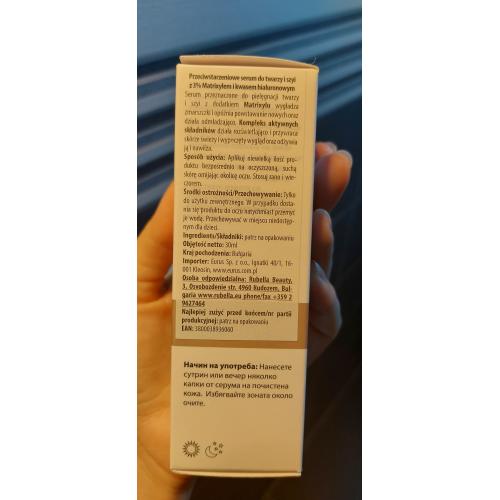 Przeciwstarzeniowe serum do twarzy i szyi
z 3% Matrixylem i kwasem hialuronowym
Serum przeznaczone do pielęgnacji twarzy
i szyi z dodatkiem Matrixylu wygładza
zmarszczki i opóźnia powstawanie nowych oraz
działa odmładzająco. Kompleks aktywnych
składników działa rozświetlająco i przywraca
skórze świeży i wypoczęty wygląd oraz odżywia
ją i nawilża.
Sposób użycia: Aplikuj niewielką ilość pro-
duktu bezpośrednio na oczyszczoną, suchą
skórę omijając okolicę oczu. Stosuj rano i wie-
czorem.
Środki ostrożności/Przechowywanie: Tylko
do użytku zewnętrznego. W przypadku dosta-
nia się produktu do oczu natychmiast przemyć
je wodą. Przechowywać w miejscu niedostęp-
nym dla dzieci.
Ingredients/Składniki: patrz na opakowaniu
Objętość netto: 30ml
Kraj pochodzenia: Bułgaria
Importer: Eurus Sp. z o.o., Ignatki 40/1, 16-
001 Kleosin, www.eurus.com.pl
Osoba odpowiedzialna: Rubella Beauty,
3, Osvobozdenie str. 4960 Rudozem, Buł-
garia www.rubella.eu phone/fax +359 2
9627464
Najlepiej zużyć przed końcem/nr partii
produkcyjnej: patrz na opakowaniu
EAN: 3800038936060
Начин на употреба: Нанесете
сутрин или вечер няколко
капки от серума на почистена
кожа. Избягвайте зоната около
очите.